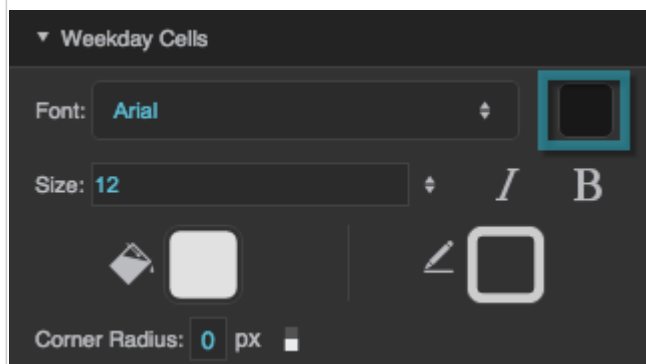 Weekday Cells
Font: Arial
Size: 12 I B
Corner Radius: 0 px